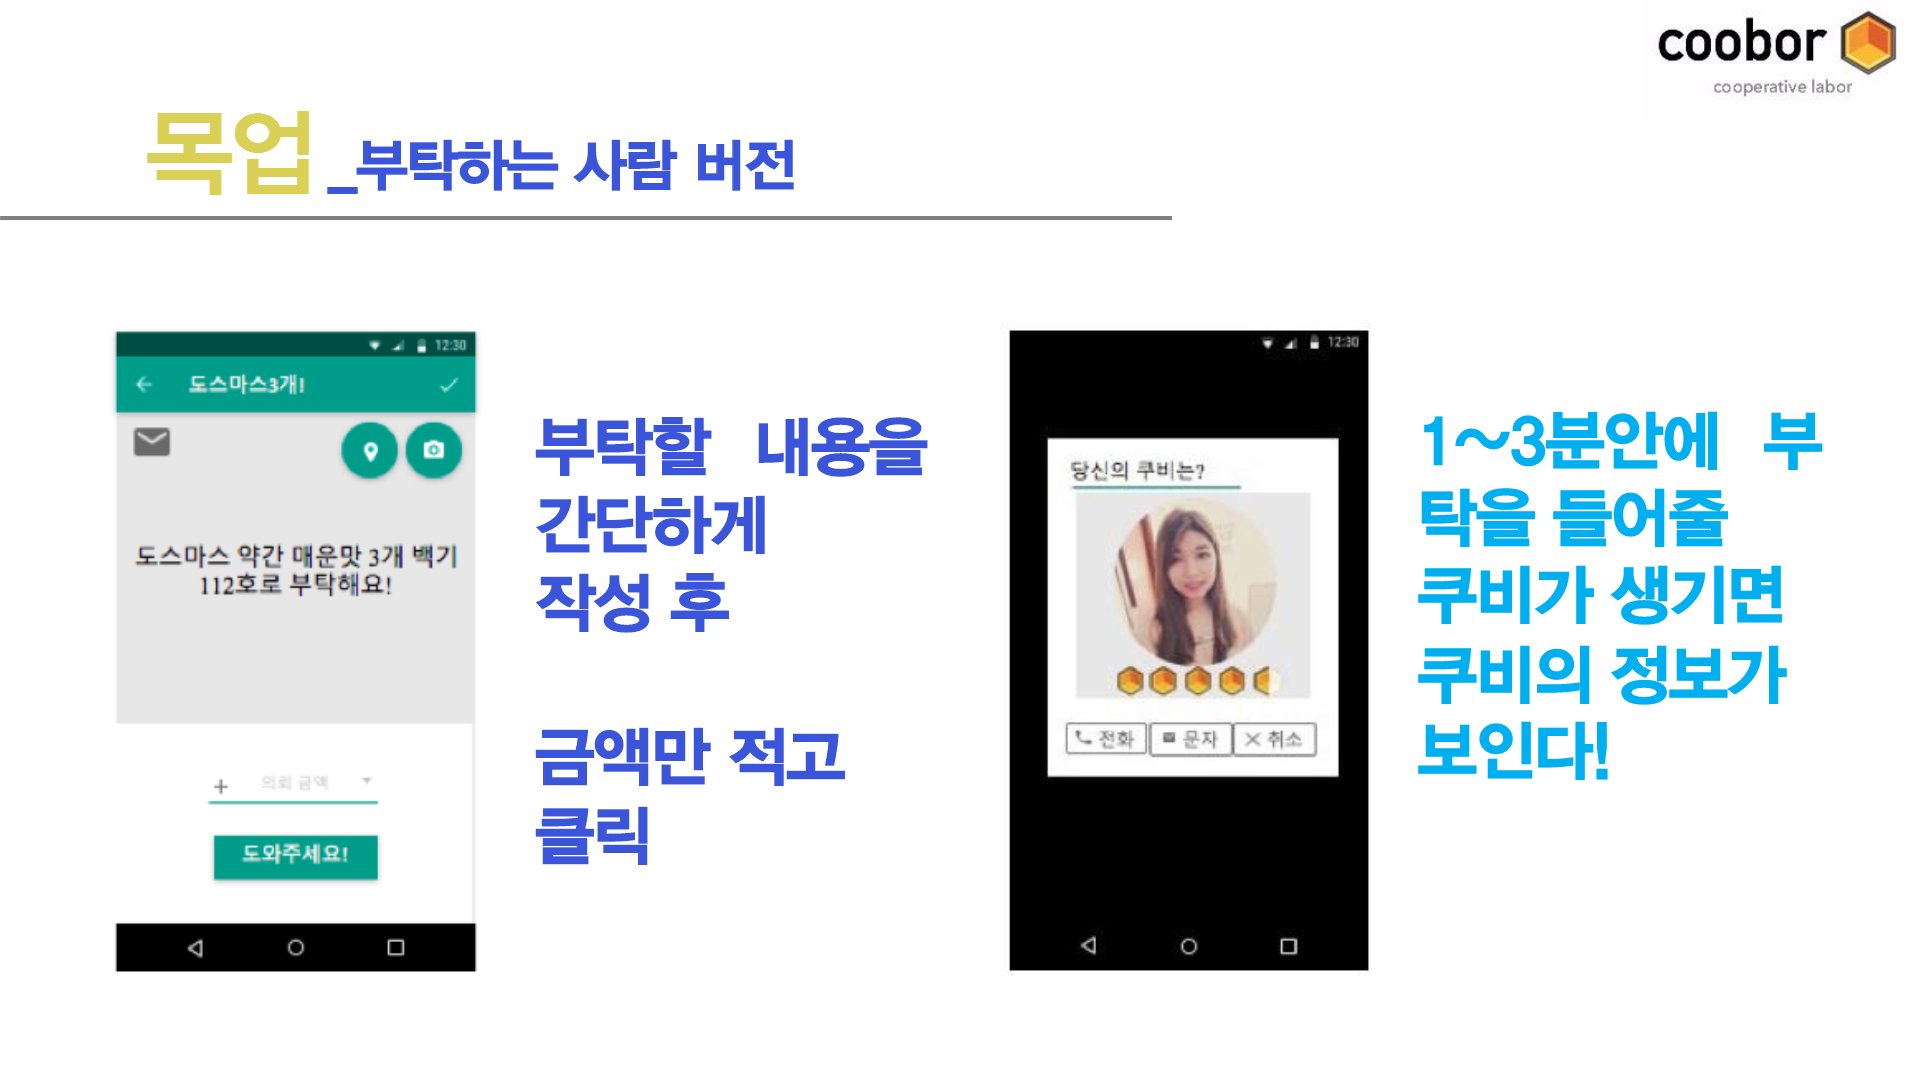 coobor
cooperative labor
목업 _부탁하는 사람 버전
12:30
도스마스3개!
도스마스 약간 매운맛 3개 백기
112호로 부탁해요!
+ 의뢰 금액
도와주세요!
부탁할 내용을
간단하게
작성 후
금액만 적고
클릭
12:30
당신의 쿠비는?
전화 문자 취소
1~3분안에 부
탁을 들어줄
쿠비가 생기면
쿠비의 정보가
보인다!